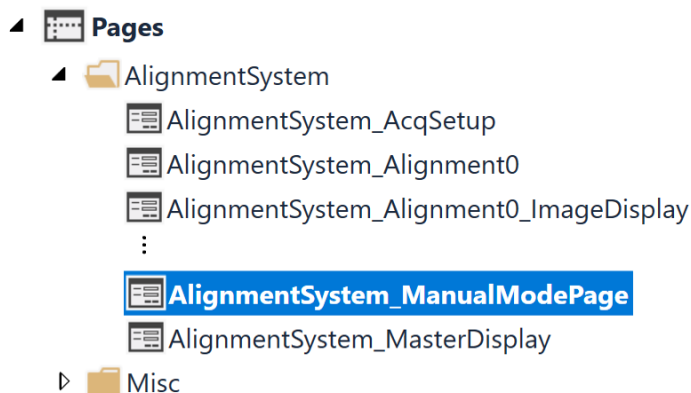 Pages
AlignmentSystem
AlignmentSystem_AcqSetup
AlignmentSystem_Alignment0
AlignmentSystem_Alignment0_ImageDisplay
⋮
AlignmentSystem_ManualModePage
AlignmentSystem_MasterDisplay
Misc